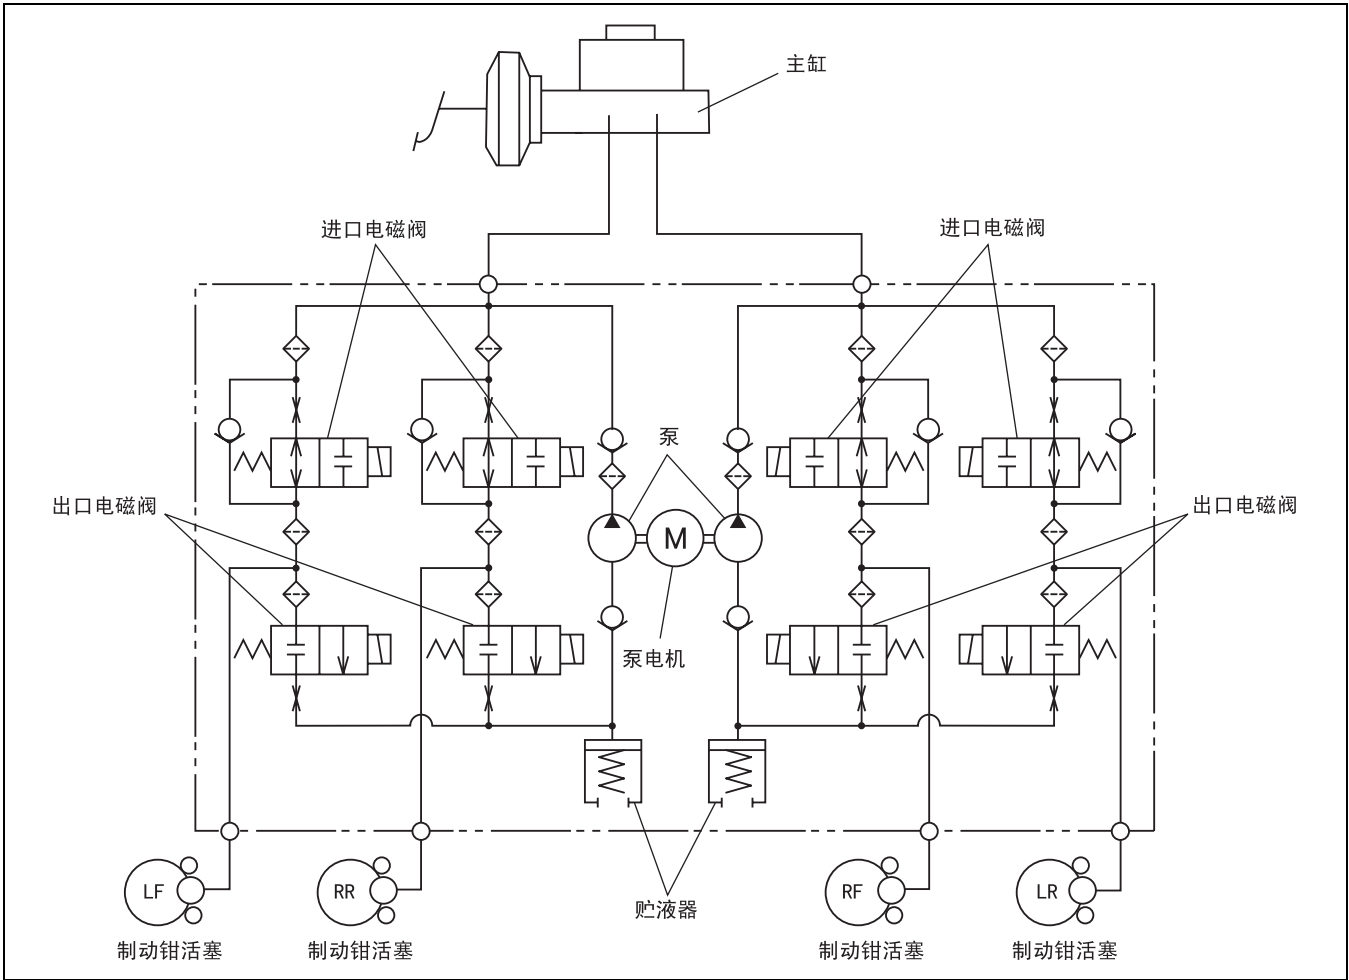 主缸
进口电磁阀
进口电磁阀
泵
出口电磁阀
出口电磁阀
M
泵电机
LF
RR
RF
LR
贮液器
制动钳活塞
制动钳活塞
制动钳活塞
制动钳活塞